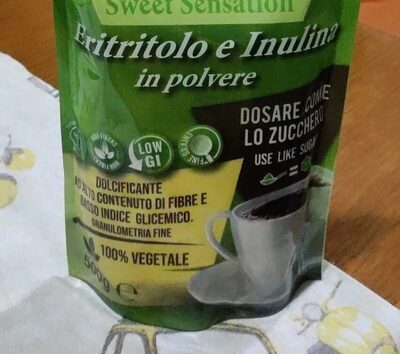 Sweet Sensation
Eritritolo e Inulina
in polvere
DOSARE COME
LO ZUCCHERO
USE LIKE SUGAR
LOW
GI
DOLCIFICANTE
AD ALTO CONTENUTO DI FIBRE E
BASSO INDICE GLICEMICO.
GRANULOMETRIA FINE
100% VEGETALE
500g ℮